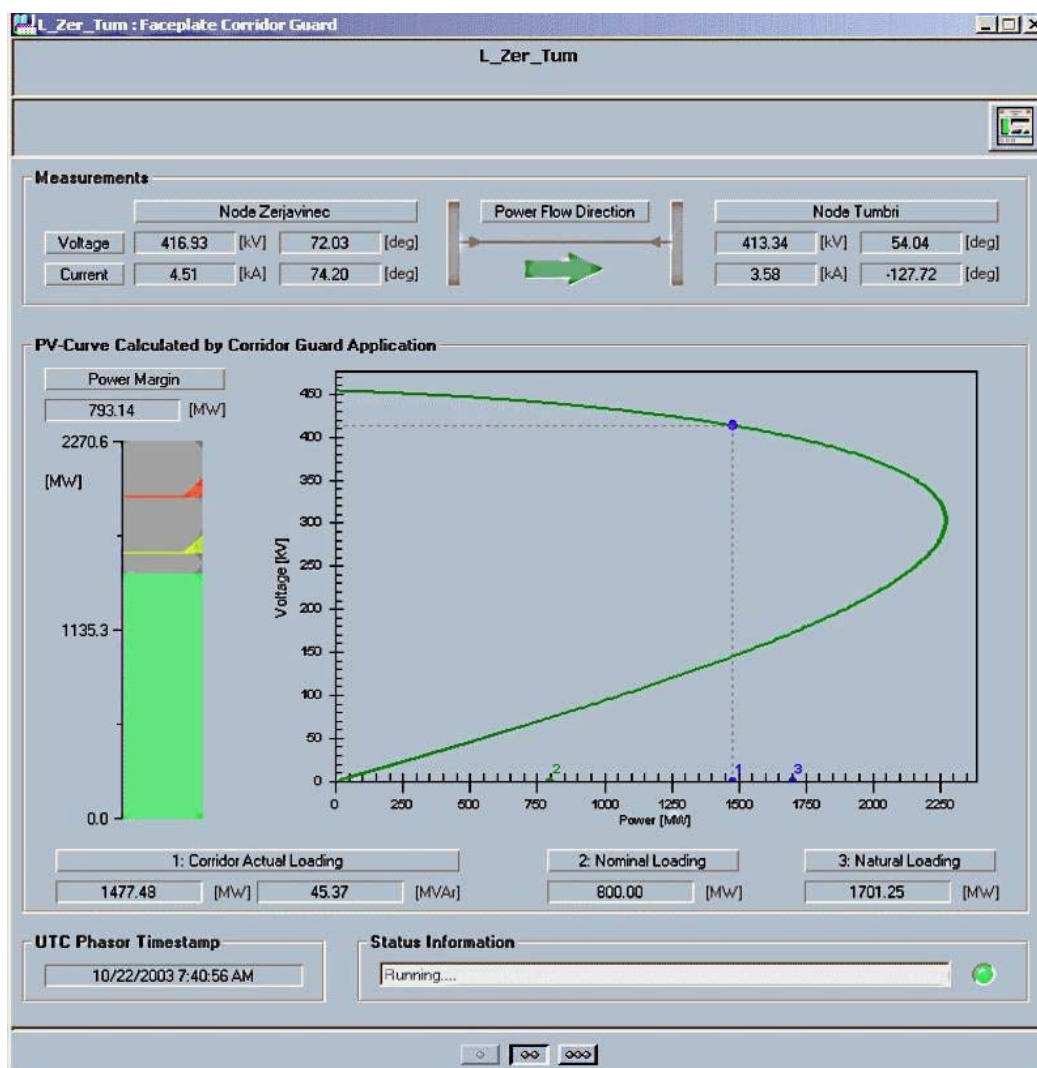 L_Zer_Tum : Faceplate Corridor Guard
L_Zer_Tum
Measurements
Node Zerjavinec Power Flow Direction Node Tumbri
Voltage 416.93 [kV] 72.03 [deg] 413.34 [kV] 54.04 [deg]
Current 4.51 [kA] 74.20 [deg] 3.58 [kA] -127.72 [deg]
PV-Curve Calculated by Corridor Guard Application
Power Margin
793.14 [MW]
2270.6
[MW]
1135.3
0.0
Voltage [kV]
450
400
350
300
250
200
150
100
50
0
2 1 3
0 250 500 750 1000 1250 1500 1750 2000 2250
Power [MW]
1: Corridor Actual Loading 2: Nominal Loading 3: Natural Loading
1477.48 [MW] 45.37 [MVAr] 800.00 [MW] 1701.25 [MW]
UTC Phasor Timestamp Status Information
10/22/2003 7:40:56 AM Running....